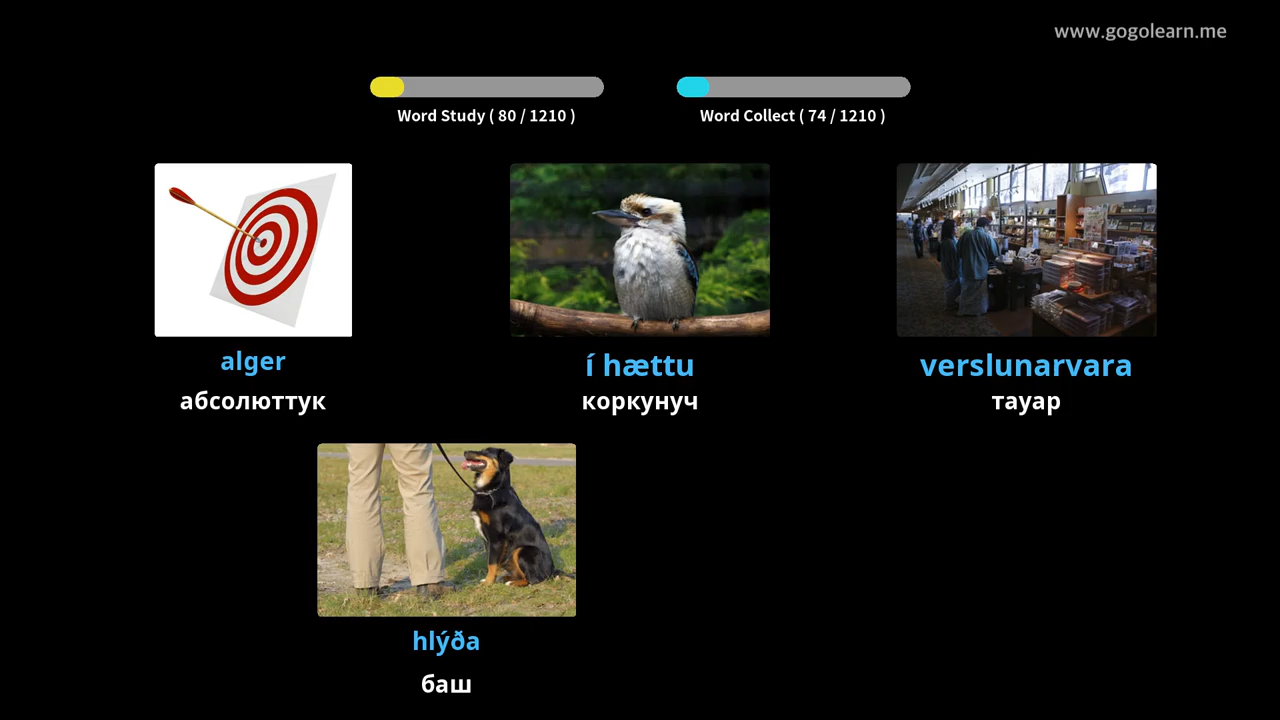 www.gogolearn.me
Word Study ( 80 / 1210 )
Word Collect ( 74 / 1210 )
alger
абсолюттук
í hættu
коркунуч
verslunarvara
тауар
hlýða
баш